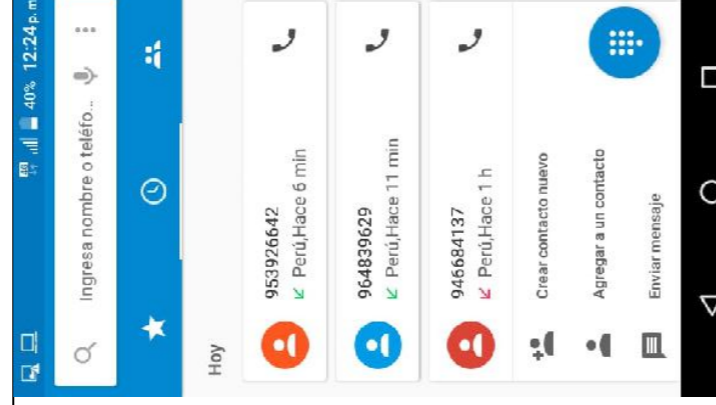 4G 40% 12:24 p. m
Ingresa nombre o teléfo...
Hoy
953926642
Perú,Hace 6 min
964839629
Perú,Hace 11 min
946684137
Perú,Hace 1 h
Crear contacto nuevo
Agregar a un contacto
Enviar mensaje